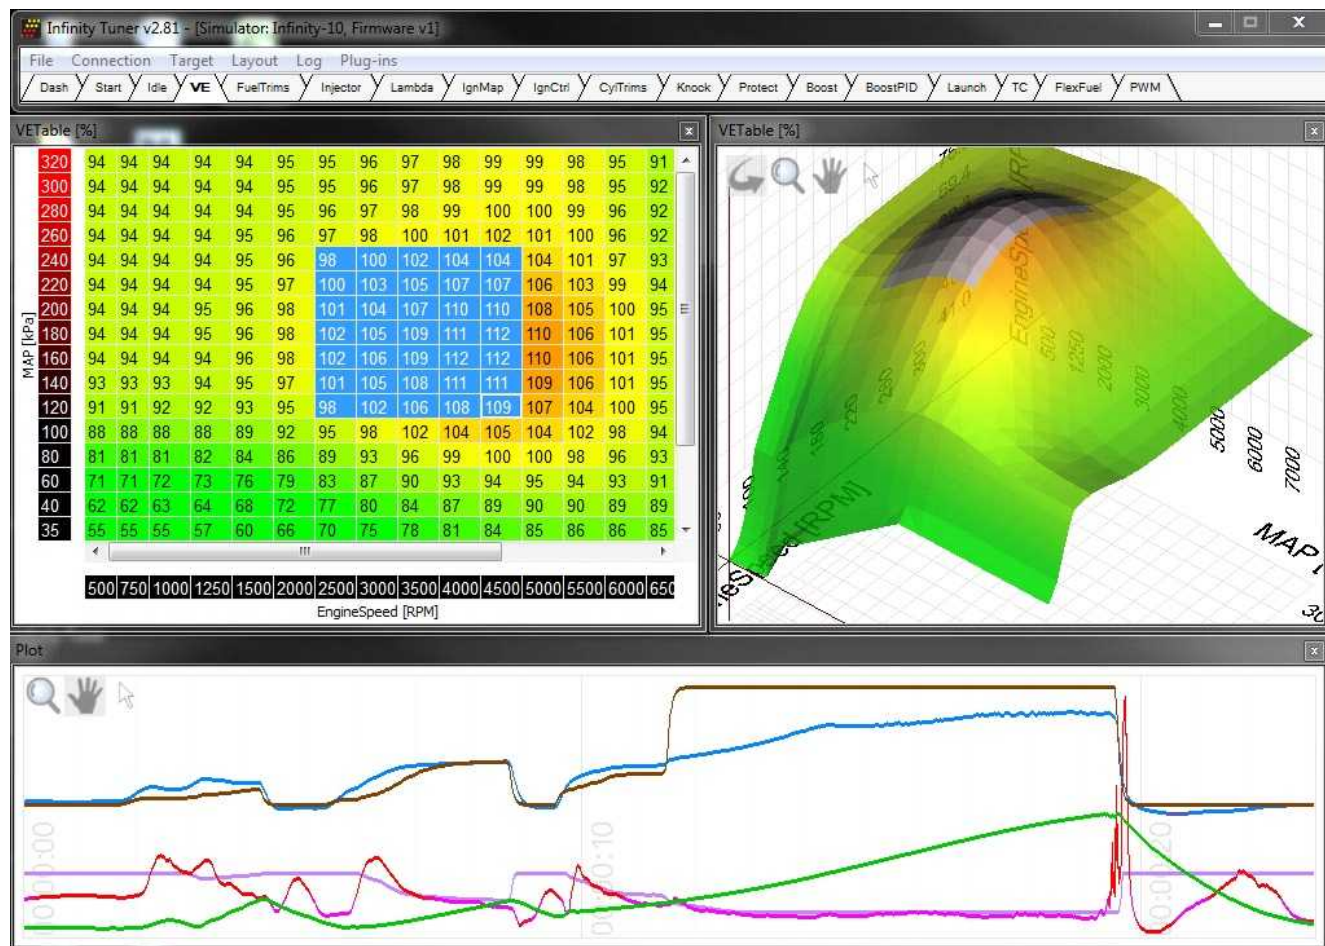 Infinity Tuner v2.81 - [Simulator: Infinity-10, Firmware v1]
File Connection Target Layout Log Plug-ins
Dash Start Idle VE FuelTrims Injector Lambda IgnMap IgnCtrl CylTrims Knock Protect Boost BoostPID Launch TC FlexFuel PWM
VETable [%]
320 94 94 94 94 94 95 95 96 97 98 99 99 98 95 91
300 94 94 94 94 94 95 95 96 97 98 99 99 98 95 92
280 94 94 94 94 94 95 96 97 98 99 100 100 99 96 92
260 94 94 94 94 95 96 97 98 100 101 102 101 100 96 92
240 94 94 94 94 95 96 98 100 102 104 104 104 101 97 93
220 94 94 94 94 95 97 100 103 105 107 107 106 103 99 94
200 94 94 94 95 96 98 101 104 107 110 110 108 105 100 95
180 94 94 94 95 96 98 102 105 109 111 111 110 106 101 95
160 94 94 94 94 96 98 102 106 109 112 112 110 106 101 95
140 93 93 93 94 95 97 101 105 108 111 111 109 106 101 95
120 91 91 92 92 93 95 98 102 106 108 109 107 104 100 95
100 88 88 88 88 89 92 95 98 102 104 105 104 102 98 94
80 81 81 81 82 84 86 89 93 96 99 100 100 98 96 93
60 71 71 72 73 76 79 83 87 90 93 94 95 94 93 91
40 62 62 63 64 68 72 77 80 84 87 89 90 90 89 89
35 55 55 55 57 60 66 70 75 78 81 84 85 86 86 85
MAP [kPa]
500 750 1000 1250 1500 2000 2500 3000 3500 4000 4500 5000 5500 6000 650
EngineSpeed [RPM]
VETable [%]
500
1250
2000
3000
4000
5000
6000
7000
MAP
Plot
00:00:10
00:00:20